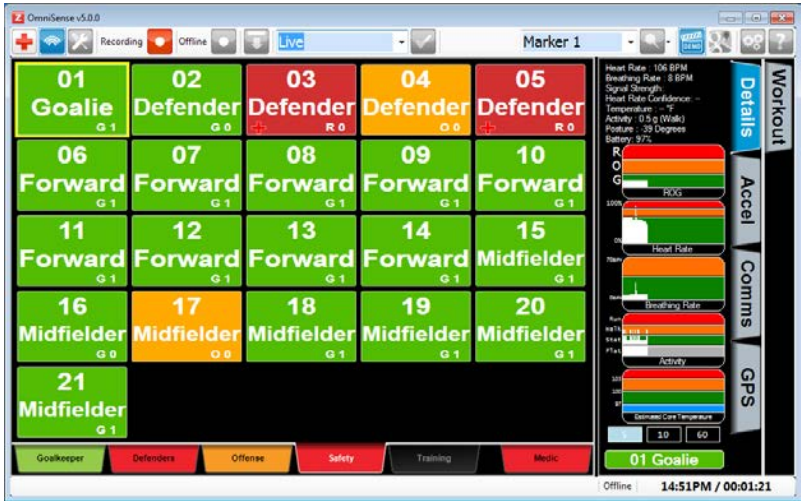 OmniSense v5.0.0
Recording Offline Live Marker 1 DEMO
01
Goalie
G 1
02
Defender
G 0
03
Defender
R 0
04
Defender
O 0
05
Defender
R 0
06
Forward
G 1
07
Forward
G 1
08
Forward
G 1
09
Forward
G 1
10
Forward
G 1
11
Forward
G 1
12
Forward
G 1
13
Forward
G 1
14
Forward
G 1
15
Midfielder
G 1
16
Midfielder
G 0
17
Midfielder
O 0
18
Midfielder
G 1
19
Midfielder
G 1
20
Midfielder
G 1
21
Midfielder
G 1
Goalkeeper Defenders Offense Safety Training Medic
Heart Rate : 106 BPM
Breathing Rate : 8 BPM
Signal Strength:
Heart Rate Confidence: --
Temperature : -- °F
Activity : 0.5 g (Walk)
Posture : -39 Degrees
Battery: 97%
R
O
G
ROG
100%
0%
Heart Rate
70bpm
0bpm
Breathing Rate
Run
Walk
Stat
Activity
Estimated Core Temperature
10 60
01 Goalie
Details
Accel
Comms
GPS
Workout
Offline 14:51PM / 00:01:21